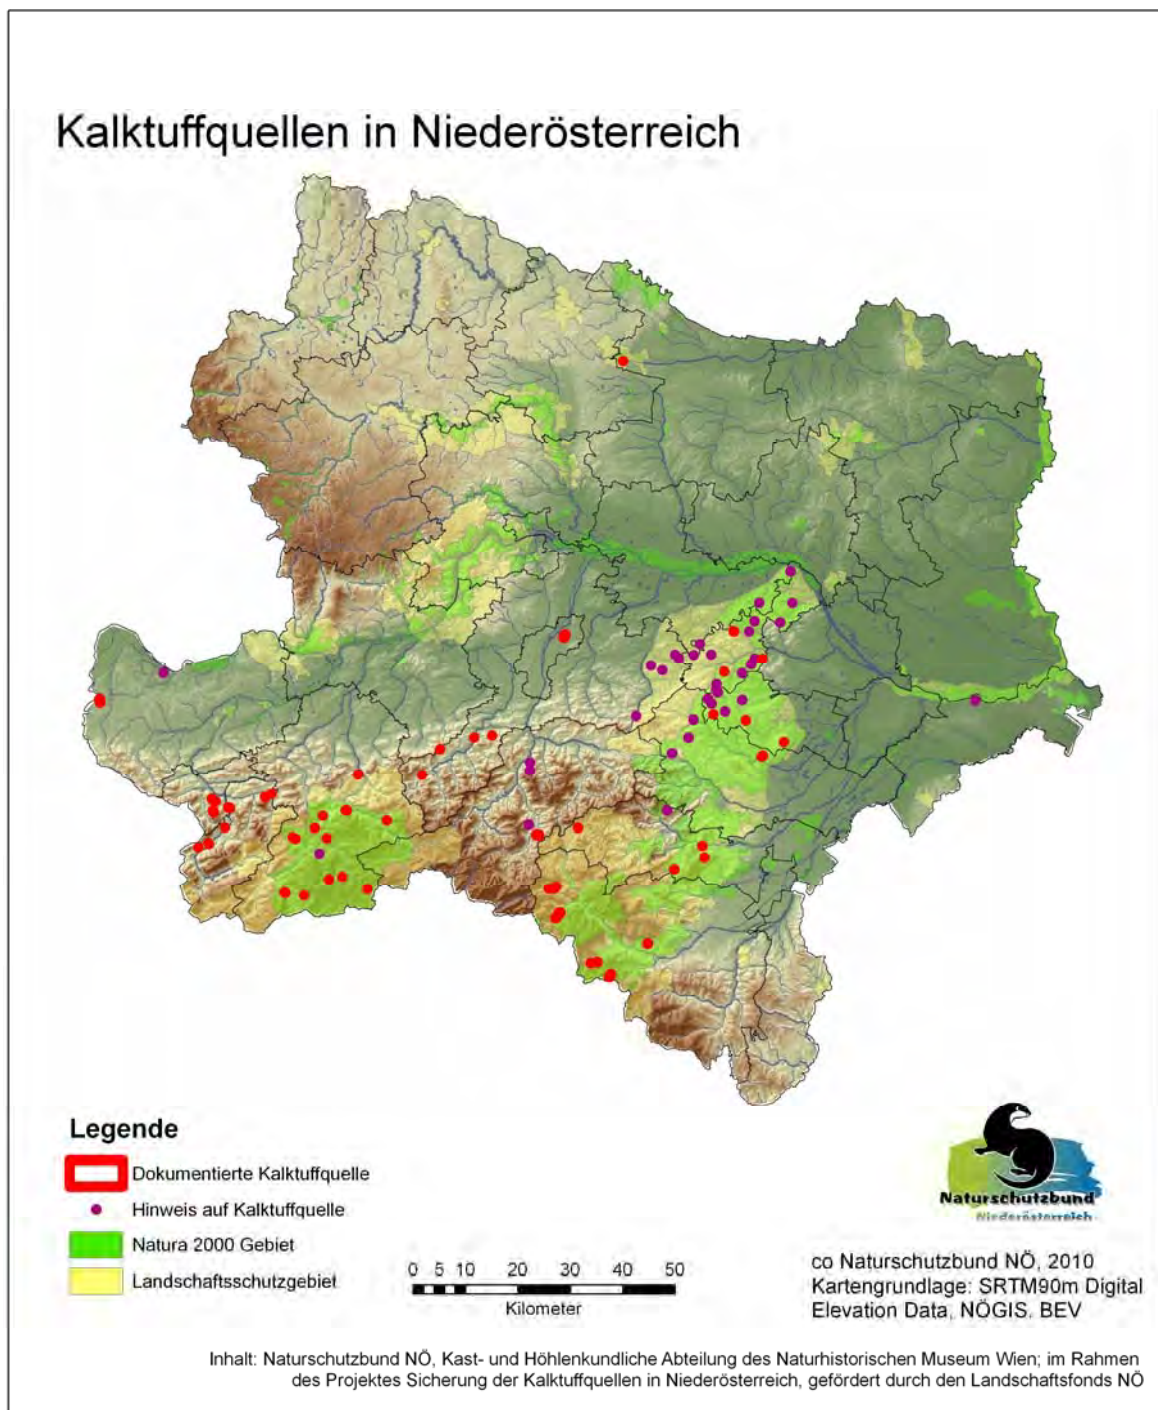 Kalktuffquellen in Niederösterreich
Legende
Dokumentierte Kalktuffquelle
Hinweis auf Kalktuffquelle
Natura 2000 Gebiet
Landschaftsschutzgebiet
0 5 10 20 30 40 50
Kilometer
Naturschutzbund
Niederösterreich
co Naturschutzbund NÖ, 2010
Kartengrundlage: SRTM90m Digital
Elevation Data, NÖGIS. BEV
Inhalt: Naturschutzbund NÖ, Kast- und Höhlenkundliche Abteilung des Naturhistorischen Museum Wien; im Rahmen
des Projektes Sicherung der Kalktuffquellen in Niederösterreich, gefördert durch den Landschaftsfonds NÖ